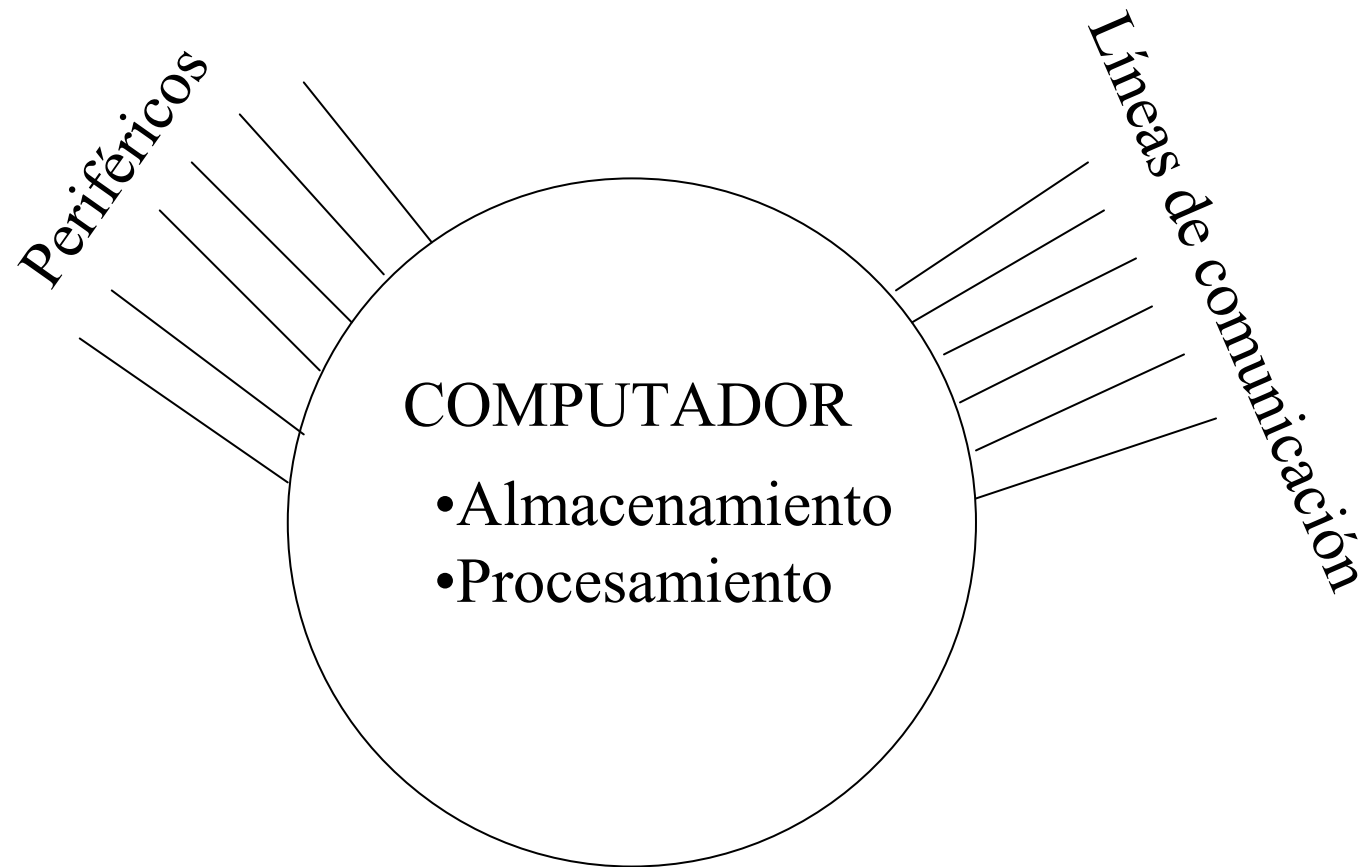 Periféricos
Líneas de comunicación
COMPUTADOR
•Almacenamiento
•Procesamiento